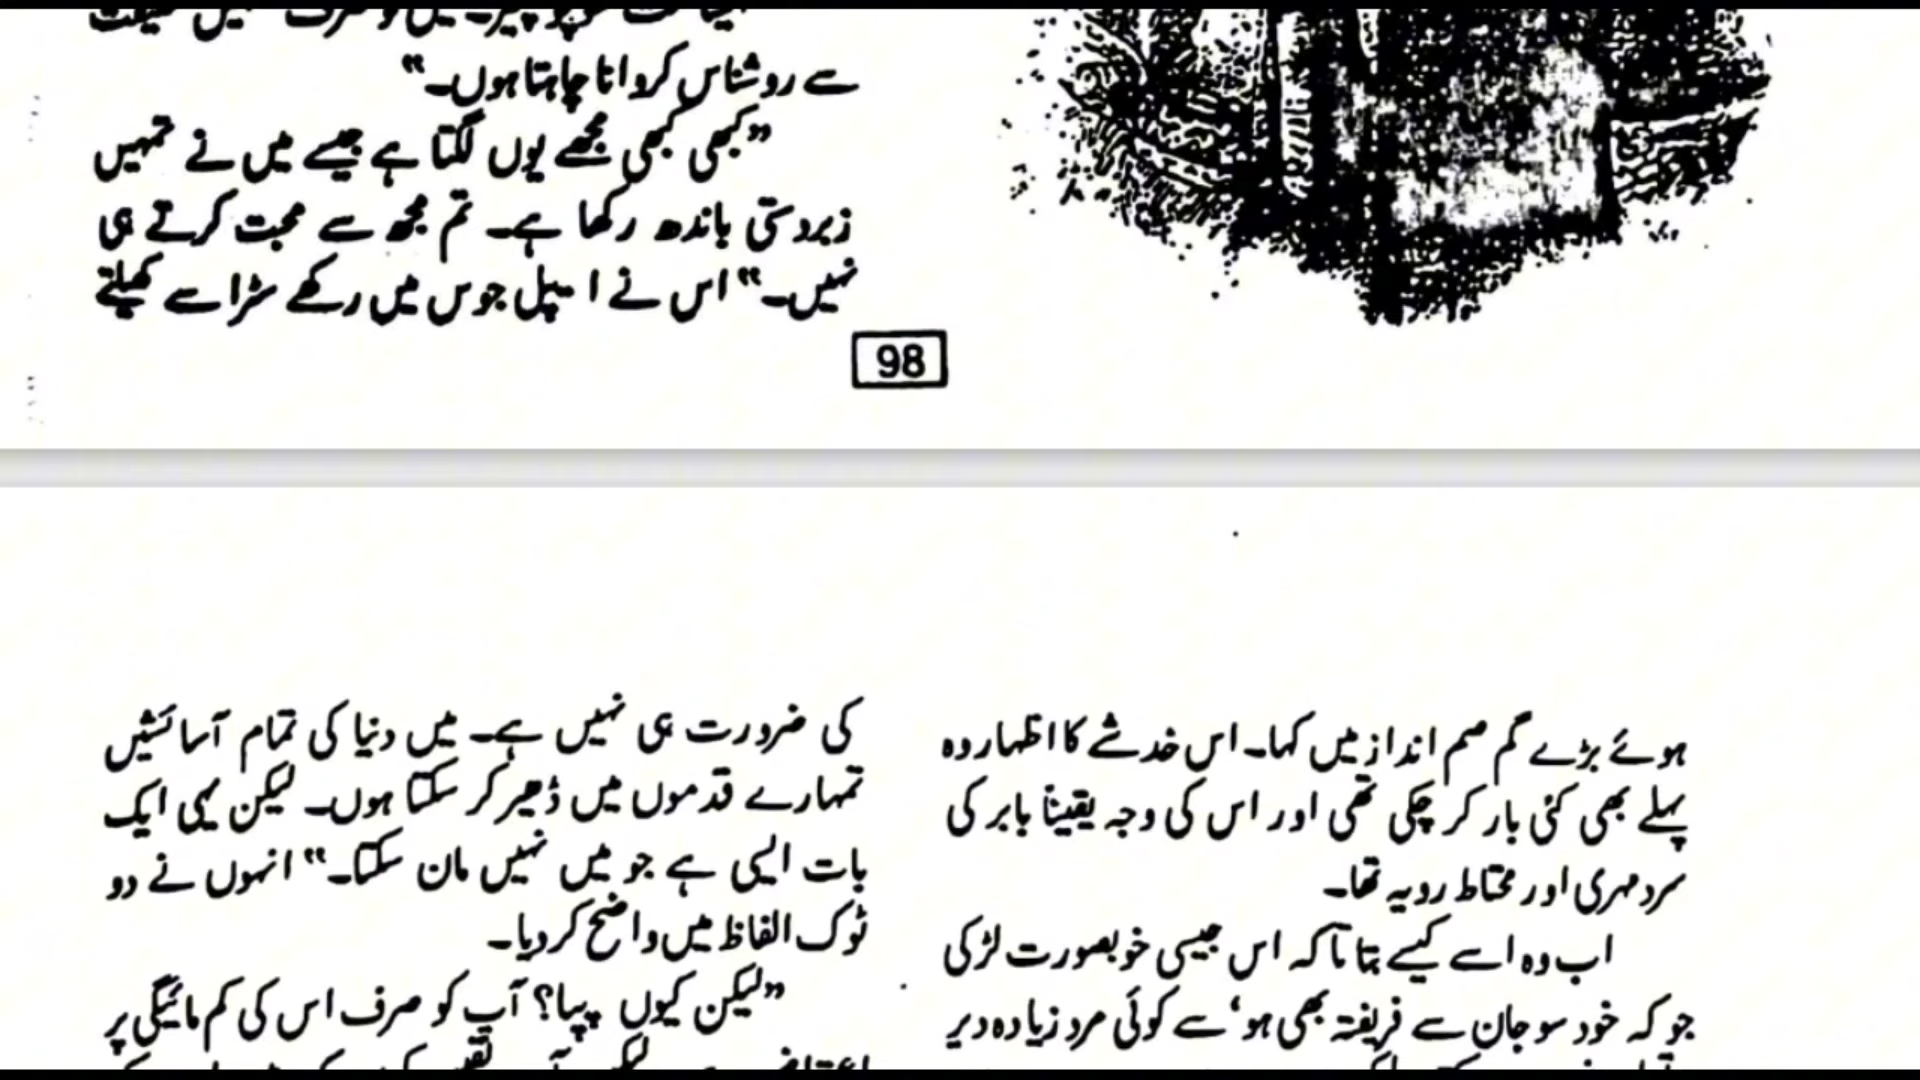 سے روشناس کروانا چاہتا ہوں۔“
”کبھی کبھی مجھے یوں لگتا ہے جیسے میں نے تمہیں
زبردستی باندھ رکھا ہے۔ تم مجھ سے محبت کرتے ہی
نہیں۔“ اس نے ایپل جوس میں رکھے سٹرا سے کھیلتے
98
ہوئے بڑے گم صم انداز میں کہا۔ اس خدشے کا اظہار وہ
پہلے بھی کئی بار کر چکی تھی اور اس کی وجہ یقیناً بابر کی
سرد مہری اور محتاط رویہ تھا۔
اب وہ اسے کیسے بتاتا کہ اس جیسی خوبصورت لڑکی
جو کہ خود سو جان سے فریفتہ بھی ہو‘ سے کوئی مرد زیادہ دیر
کی ضرورت ہی نہیں ہے۔ میں دنیا کی تمام آسائشیں
تمہارے قدموں میں ڈھیر کر سکتا ہوں۔ لیکن یہی ایک
بات ایسی ہے جو میں نہیں مان سکتا۔“ انہوں نے دو
ٹوک الفاظ میں واضح کر دیا۔
”لیکن کیوں پپا؟ آپ کو صرف اس کی کم مائیگی پر